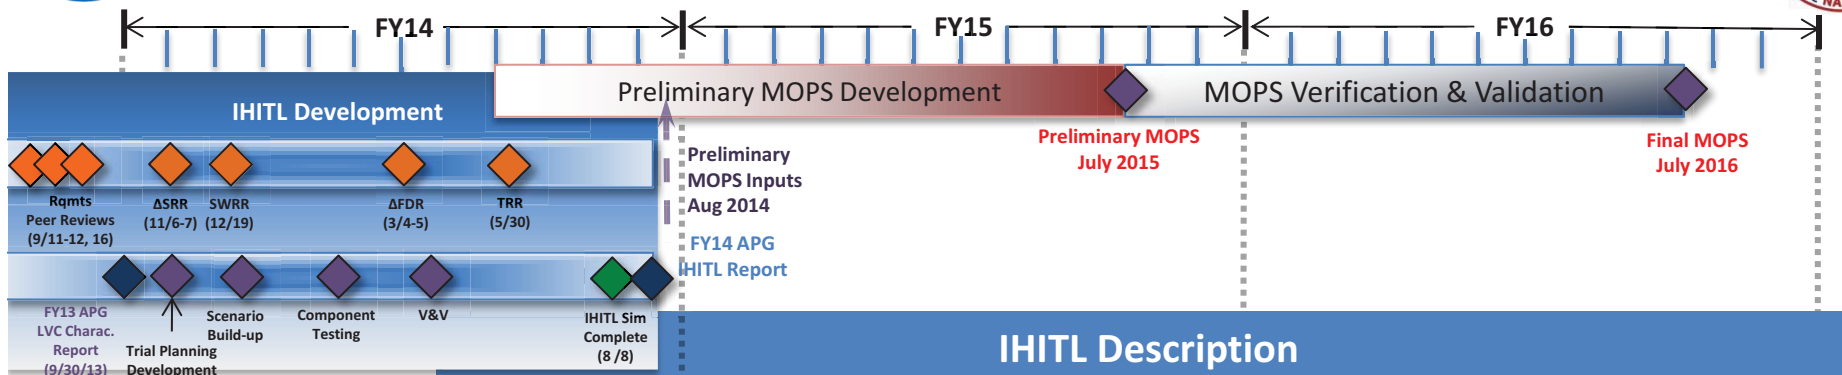 NA
FY14
FY15
FY16
Preliminary MOPS Development
MOPS Verification & Validation
IHITL Development
Preliminary MOPS
July 2015
Final MOPS
July 2016
Preliminary
MOPS Inputs
Aug 2014
Rqmts
Peer Reviews
(9/11-12, 16)
ΔSRR
(11/6-7)
SWRR
(12/19)
ΔFDR
(3/4-5)
TRR
(5/30)
FY14 APG
IHITL Report
FY13 APG
LVC Charac.
Report
(9/30/13)
Trial Planning
Development
Scenario
Build-up
Component
Testing
V&V
IHITL Sim
Complete
(8 /8)
IHITL Description